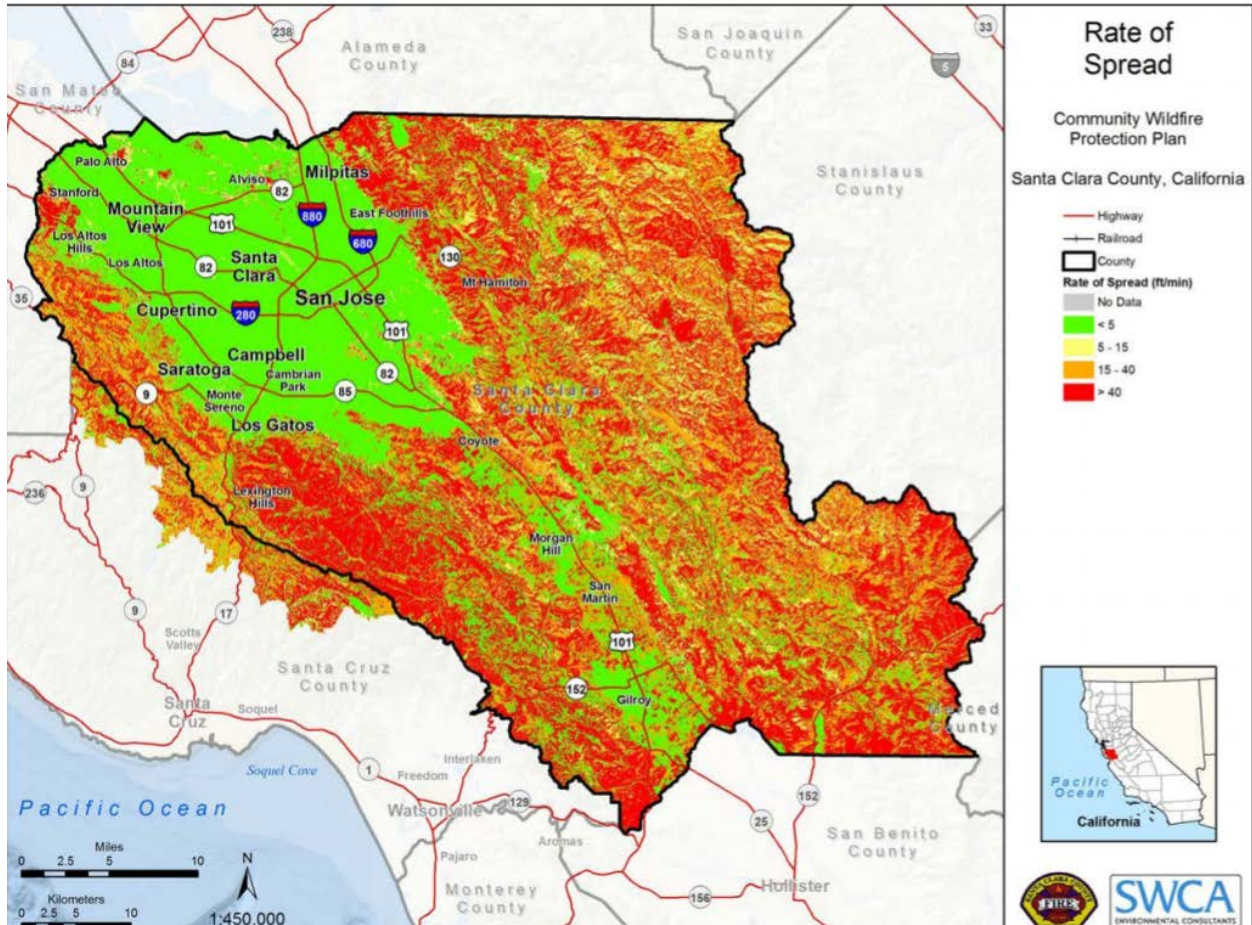 238
Alameda
County
San Joaquin
County
33
5
84
San Mateo
County
Palo Alto
Stanford
Mountain
View
Los Altos
Hills
Los Altos
Alviso
82
Milpitas
880
680
East Foothills
101
82
Santa
Clara
130
Mt Hamilton
Stanislaus
County
35
Cupertino
280
San Jose
101
82
Campbell
Saratoga
Cambrian
Park
85
9
Monte
Sereno
Los Gatos
Santa Clara
County
Coyote
236
9
Lexington
Hills
Morgan
Hill
San
Martin
101
9
17
Scotts
Valley
Santa Cruz
County
152
Gilroy
Merced
County
Santa
Cruz
Soquel
Soquel Cove
1
Interlaken
Freedom
Watsonville
129
Aromas
Pajaro
Monterey
County
25
152
San Benito
County
Hollister
156
Pacific Ocean
Miles
0 2.5 5 10
Kilometers
0 2.5 5 10
N
1:450,000
Rate of
Spread
Community Wildfire
Protection Plan
Santa Clara County, California
Highway
Railroad
County
Rate of Spread (ft/min)
No Data
< 5
5 - 15
15 - 40
> 40
Pacific
Ocean
California
SANTA CLARA COUNTY
FIRE
SWCA
ENVIRONMENTAL CONSULTANTS